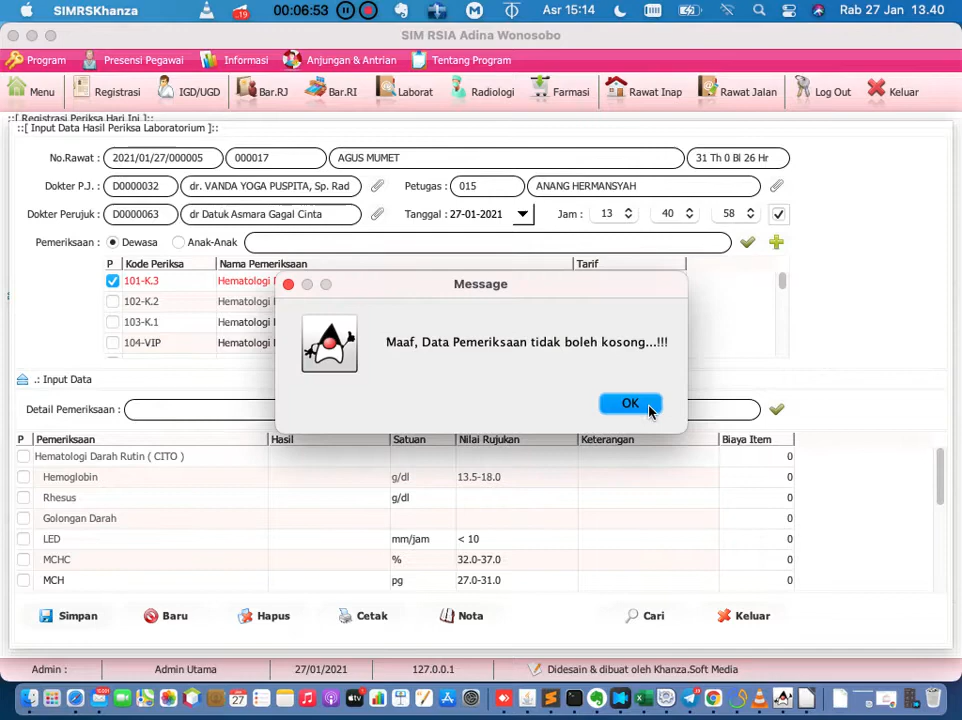 SIMRSKhanza 19 00:06:53 Asr 15:14 Rab 27 Jan 13.40
SIM RSIA Adina Wonosobo
Program Presensi Pegawai Informasi Anjungan & Antrian Tentang Program
Menu Registrasi IGD/UGD Bar.RJ Bar.RI Laborat Radiologi Farmasi Rawat Inap Rawat Jalan Log Out Keluar
::[ Registrasi Periksa Hari Ini ]::
::[ Input Data Hasil Periksa Laboratorium ]::
No.Rawat : 2021/01/27/000005 000017 AGUS MUMET 31 Th 0 Bl 26 Hr
Dokter P.J. : D0000032 dr. VANDA YOGA PUSPITA, Sp. Rad Petugas : 015 ANANG HERMANSYAH
Dokter Perujuk : D0000063 dr Datuk Asmara Gagal Cinta Tanggal : 27-01-2021 Jam : 13 40 58
Pemeriksaan : Dewasa Anak-Anak
P Kode Periksa Nama Pemeriksaan Tarif
101-K.3 Hematologi
102-K.2 Hematologi
103-K.1 Hematologi
104-VIP Hematologi
Message
Maaf, Data Pemeriksaan tidak boleh kosong...!!!
OK
.: Input Data
Detail Pemeriksaan :
P Pemeriksaan Hasil Satuan Nilai Rujukan Keterangan Biaya Item
Hematologi Darah Rutin ( CITO ) 0
Hemoglobin g/dl 13.5-18.0 0
Rhesus g/dl 0
Golongan Darah 0
LED mm/jam < 10 0
MCHC % 32.0-37.0 0
MCH pg 27.0-31.0 0
Simpan Baru Hapus Cetak Nota Cari Keluar
Admin : Admin Utama 27/01/2021 127.0.0.1 Didesain & dibuat oleh Khanza.Soft Media